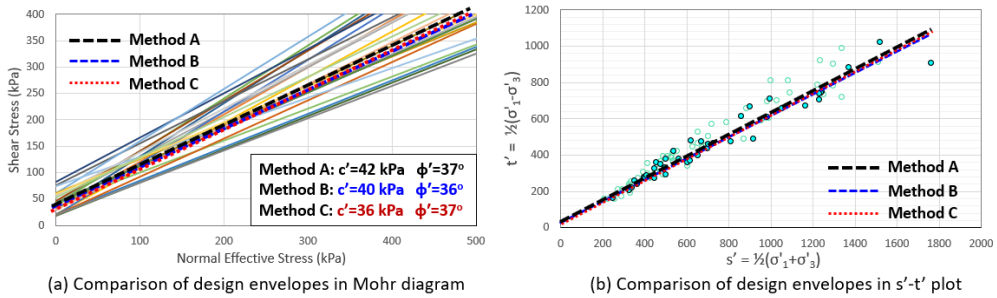 400
350
300
250
200
150
100
50
0
Shear Stress (kPa)
Method A
Method B
Method C
Method A: c'=42 kPa ϕ'=37º
Method B: c'=40 kPa ϕ'=36º
Method C: c'=36 kPa ϕ'=37º
0 100 200 300 400 500
Normal Effective Stress (kPa)
(a) Comparison of design envelopes in Mohr diagram
1200
1000
800
600
400
200
0
t' = ½(σ'₁-σ'₃)
Method A
Method B
Method C
0 200 400 600 800 1000 1200 1400 1600 1800 2000
s' = ½(σ'₁+σ'₃)
(b) Comparison of design envelopes in s'-t' plot